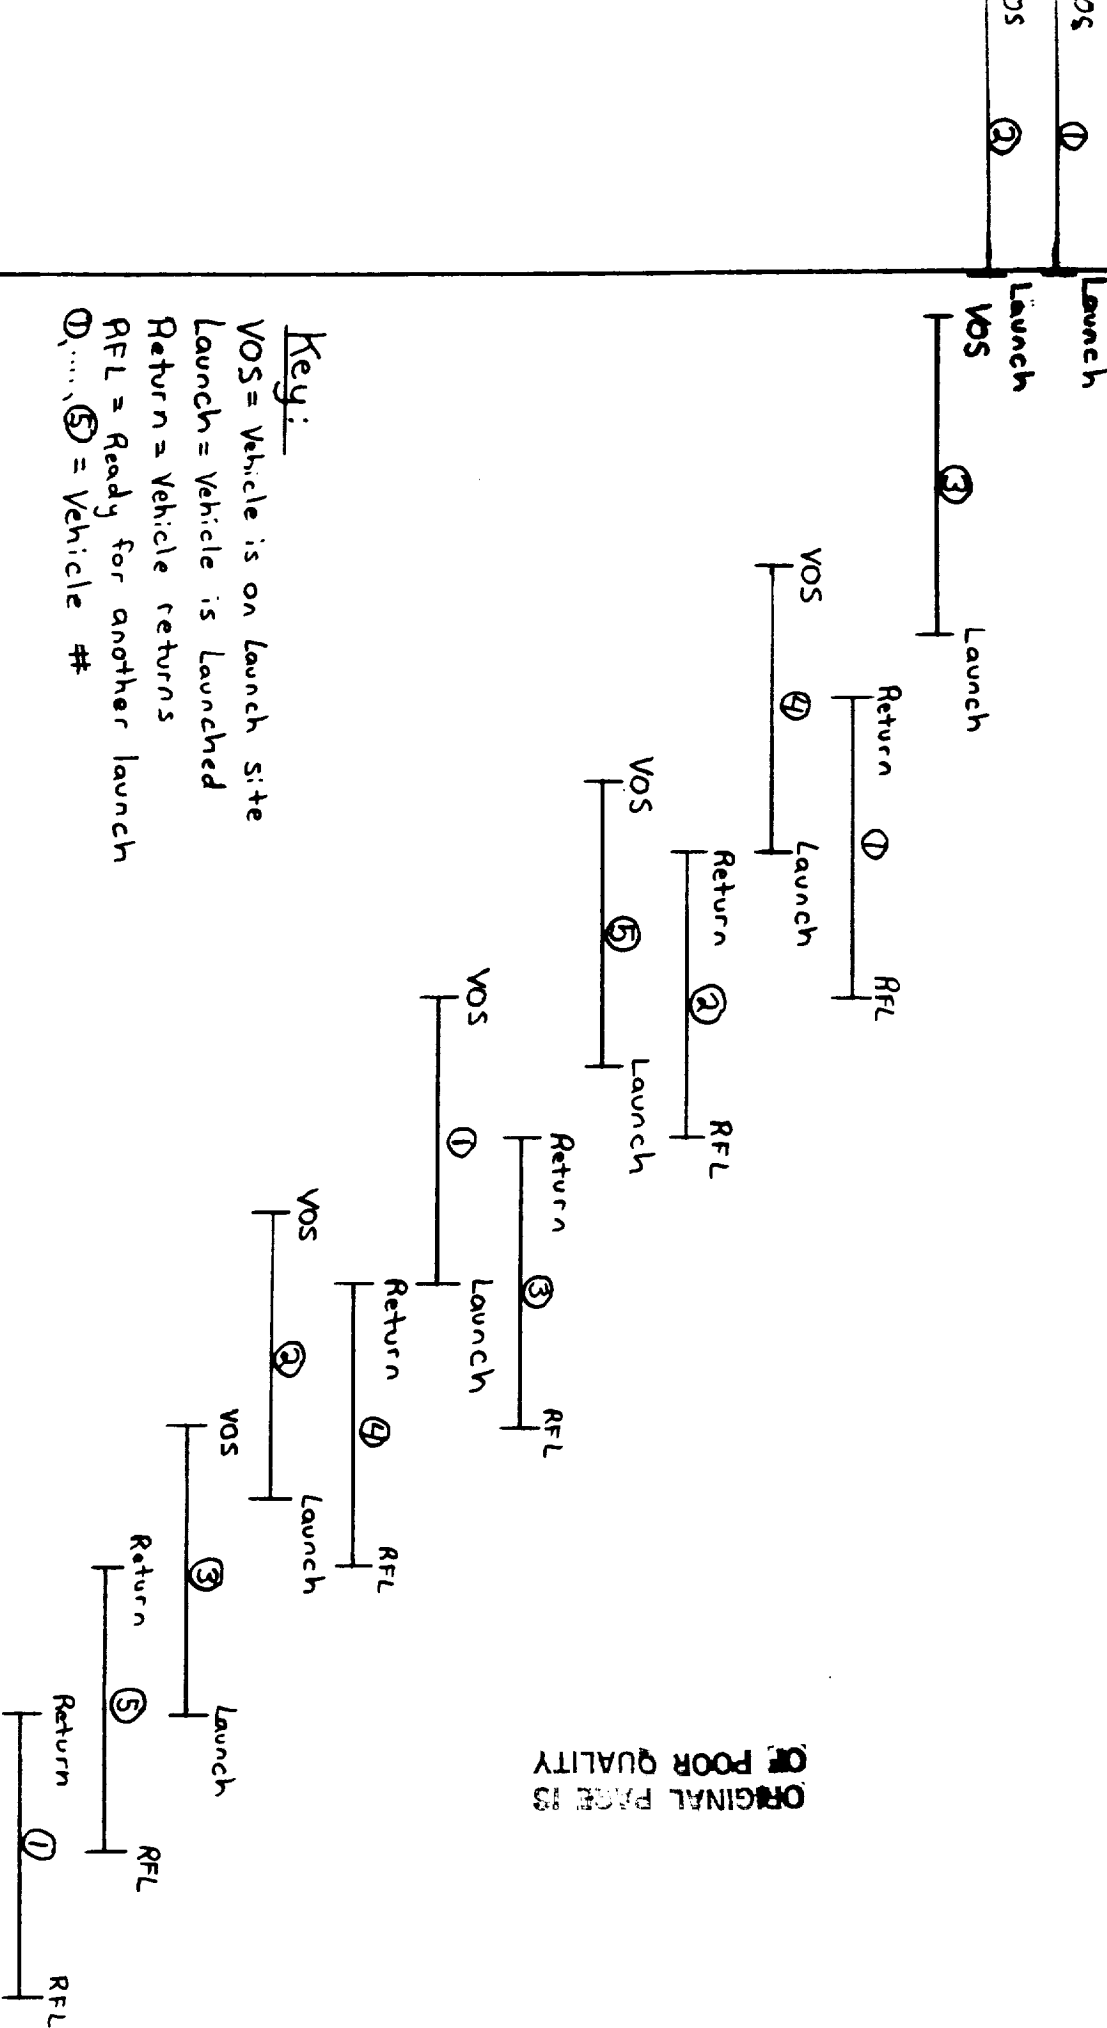 OS ① Launch
OS ② Launch
VOS ③ Launch
Return ① RFL
VOS ④ Launch
Return ② RFL
VOS ⑤ Launch
Return ③ RFL
VOS ① Launch
Return ④ RFL
VOS ② Launch
VOS ③ Launch
Return ⑤ RFL
Return ① RFL
Key:
VOS = Vehicle is on Launch site
Launch = Vehicle is Launched
Return = Vehicle returns
RFL = Ready for another launch
①,....,⑤ = Vehicle #
ORIGINAL PAGE IS
OF POOR QUALITY